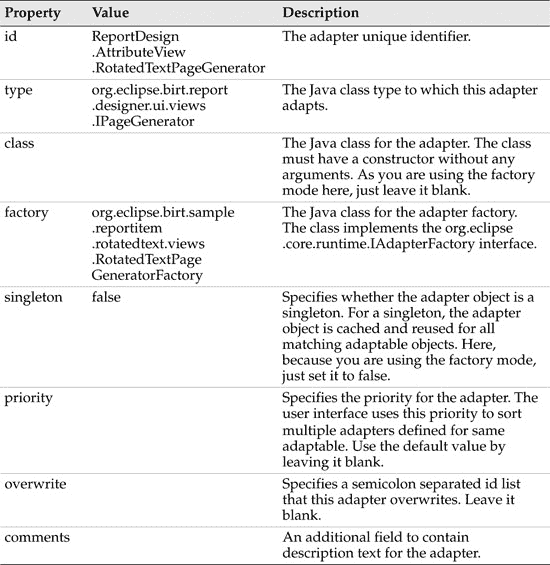 Property Value Description
id ReportDesign The adapter unique identifier.
.AttributeView
.RotatedTextPageGenerator
type org.eclipse.birt.report The Java class type to which this adapter
.designer.ui.views adapts.
.IPageGenerator
class The Java class for the adapter. The class
must have a constructor without any
arguments. As you are using the factory
mode here, just leave it blank.
factory org.eclipse.birt.sample The Java class for the adapter factory.
.reportitem The class implements the org.eclipse
.rotatedtext.views .core.runtime.IAdapterFactory interface.
.RotatedTextPage
GeneratorFactory
singleton false Specifies whether the adapter object is a
singleton. For a singleton, the adapter
object is cached and reused for all
matching adaptable objects. Here,
because you are using the factory mode,
just set it to false.
priority Specifies the priority for the adapter. The
user interface uses this priority to sort
multiple adapters defined for same
adaptable. Use the default value by
leaving it blank.
overwrite Specifies a semicolon separated id list
that this adapter overwrites. Leave it
blank.
comments An additional field to contain
description text for the adapter.